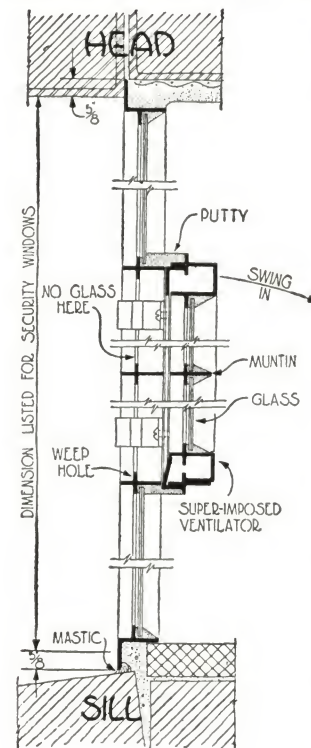 HEAD
5"
8
PUTTY
SWING
IN
NO GLASS
HERE
MUNTIN
GLASS
WEEP
HOLE
SUPER-IMPOSED
VENTILATOR
DIMENSION LISTED FOR SECURITY WINDOWS
MASTIC
5/8
SILL